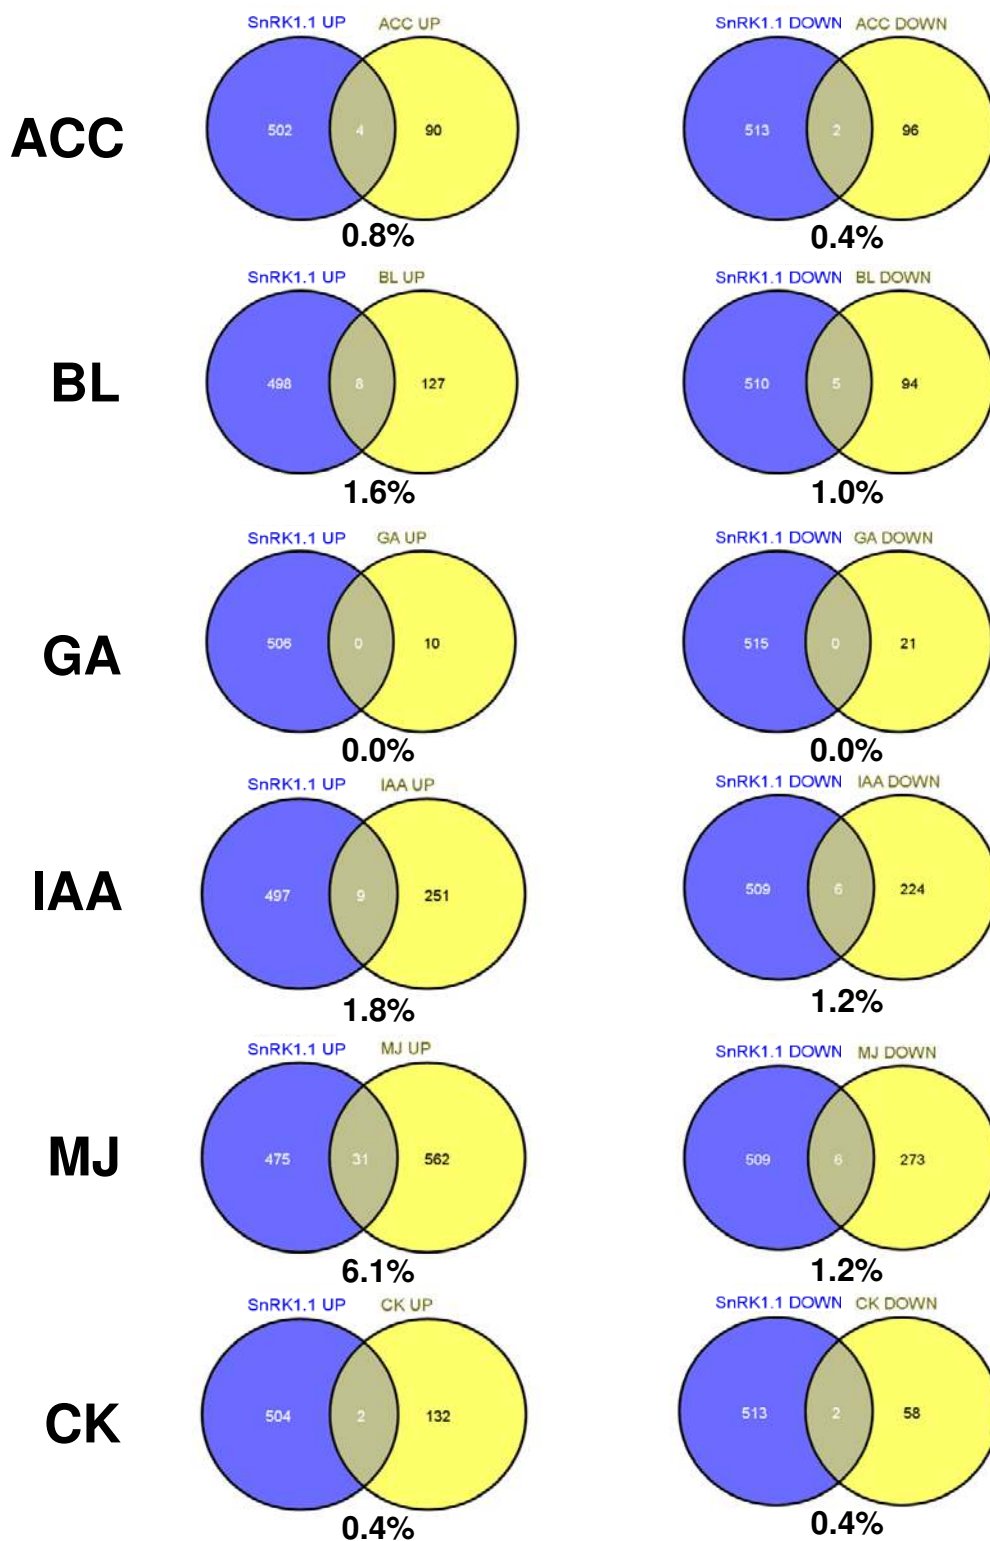 SnRK1.1 UP ACC UP SnRK1.1 DOWN ACC DOWN
ACC 502 4 90 513 2 96
0.8% 0.4%
SnRK1.1 UP BL UP SnRK1.1 DOWN BL DOWN
BL 498 8 127 510 5 94
1.6% 1.0%
SnRK1.1 UP GA UP SnRK1.1 DOWN GA DOWN
GA 506 0 10 515 0 21
0.0% 0.0%
SnRK1.1 UP IAA UP SnRK1.1 DOWN IAA DOWN
IAA 497 9 251 509 6 224
1.8% 1.2%
SnRK1.1 UP MJ UP SnRK1.1 DOWN MJ DOWN
MJ 475 31 562 509 6 273
6.1% 1.2%
SnRK1.1 UP CK UP SnRK1.1 DOWN CK DOWN
CK 504 2 132 513 2 58
0.4% 0.4%